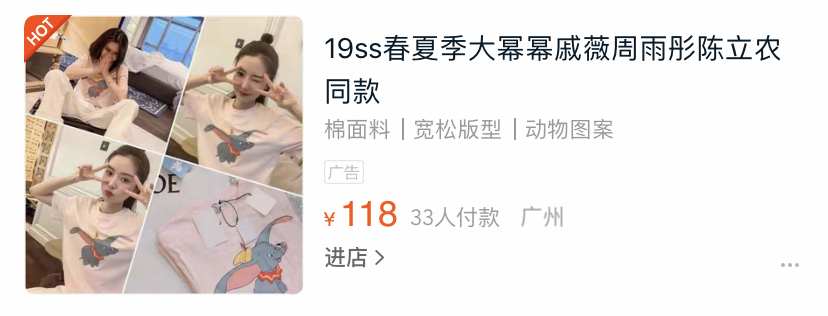 HOT
19ss春夏季大幂幂戚薇周雨彤陈立农
同款
棉面料 | 宽松版型 | 动物图案
广告
¥118 33人付款 广州
进店 >
OE